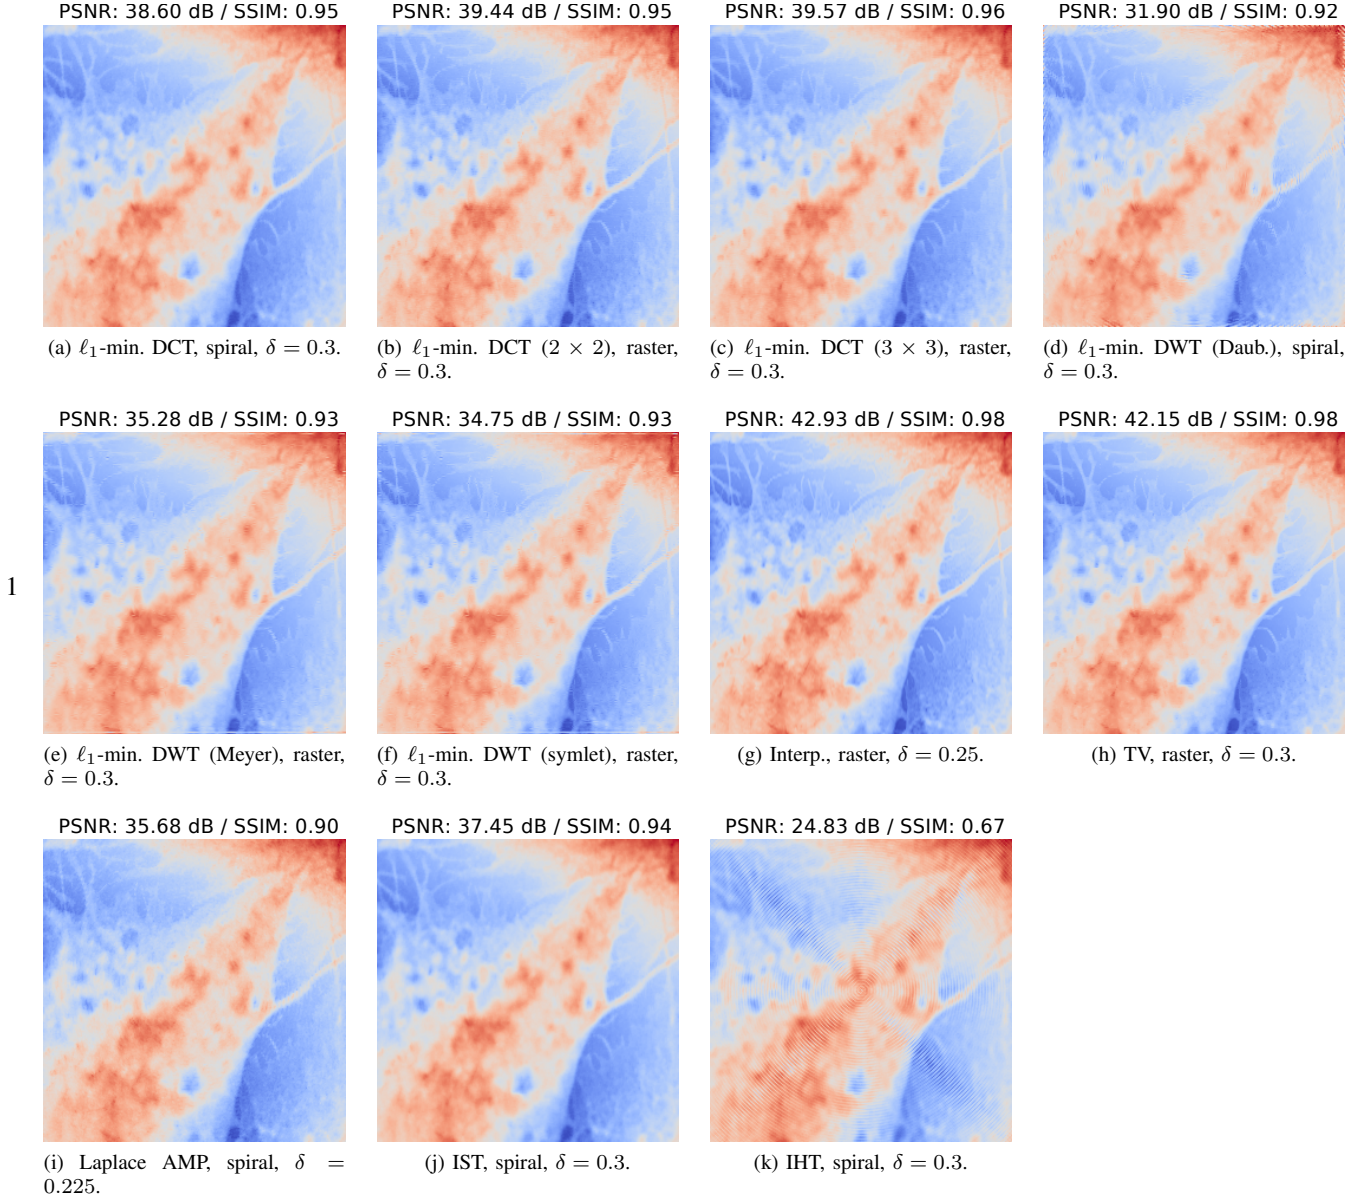 PSNR: 38.60 dB / SSIM: 0.95
PSNR: 39.44 dB / SSIM: 0.95
PSNR: 39.57 dB / SSIM: 0.96
PSNR: 31.90 dB / SSIM: 0.92
(a) ℓ1-min. DCT, spiral, δ = 0.3.
(b) ℓ1-min. DCT (2 × 2), raster,
δ = 0.3.
(c) ℓ1-min. DCT (3 × 3), raster,
δ = 0.3.
(d) ℓ1-min. DWT (Daub.), spiral,
δ = 0.3.
PSNR: 35.28 dB / SSIM: 0.93
PSNR: 34.75 dB / SSIM: 0.93
PSNR: 42.93 dB / SSIM: 0.98
PSNR: 42.15 dB / SSIM: 0.98
1
(e) ℓ1-min. DWT (Meyer), raster,
δ = 0.3.
(f) ℓ1-min. DWT (symlet), raster,
δ = 0.3.
(g) Interp., raster, δ = 0.25.
(h) TV, raster, δ = 0.3.
PSNR: 35.68 dB / SSIM: 0.90
PSNR: 37.45 dB / SSIM: 0.94
PSNR: 24.83 dB / SSIM: 0.67
(i) Laplace AMP, spiral, δ =
0.225.
(j) IST, spiral, δ = 0.3.
(k) IHT, spiral, δ = 0.3.